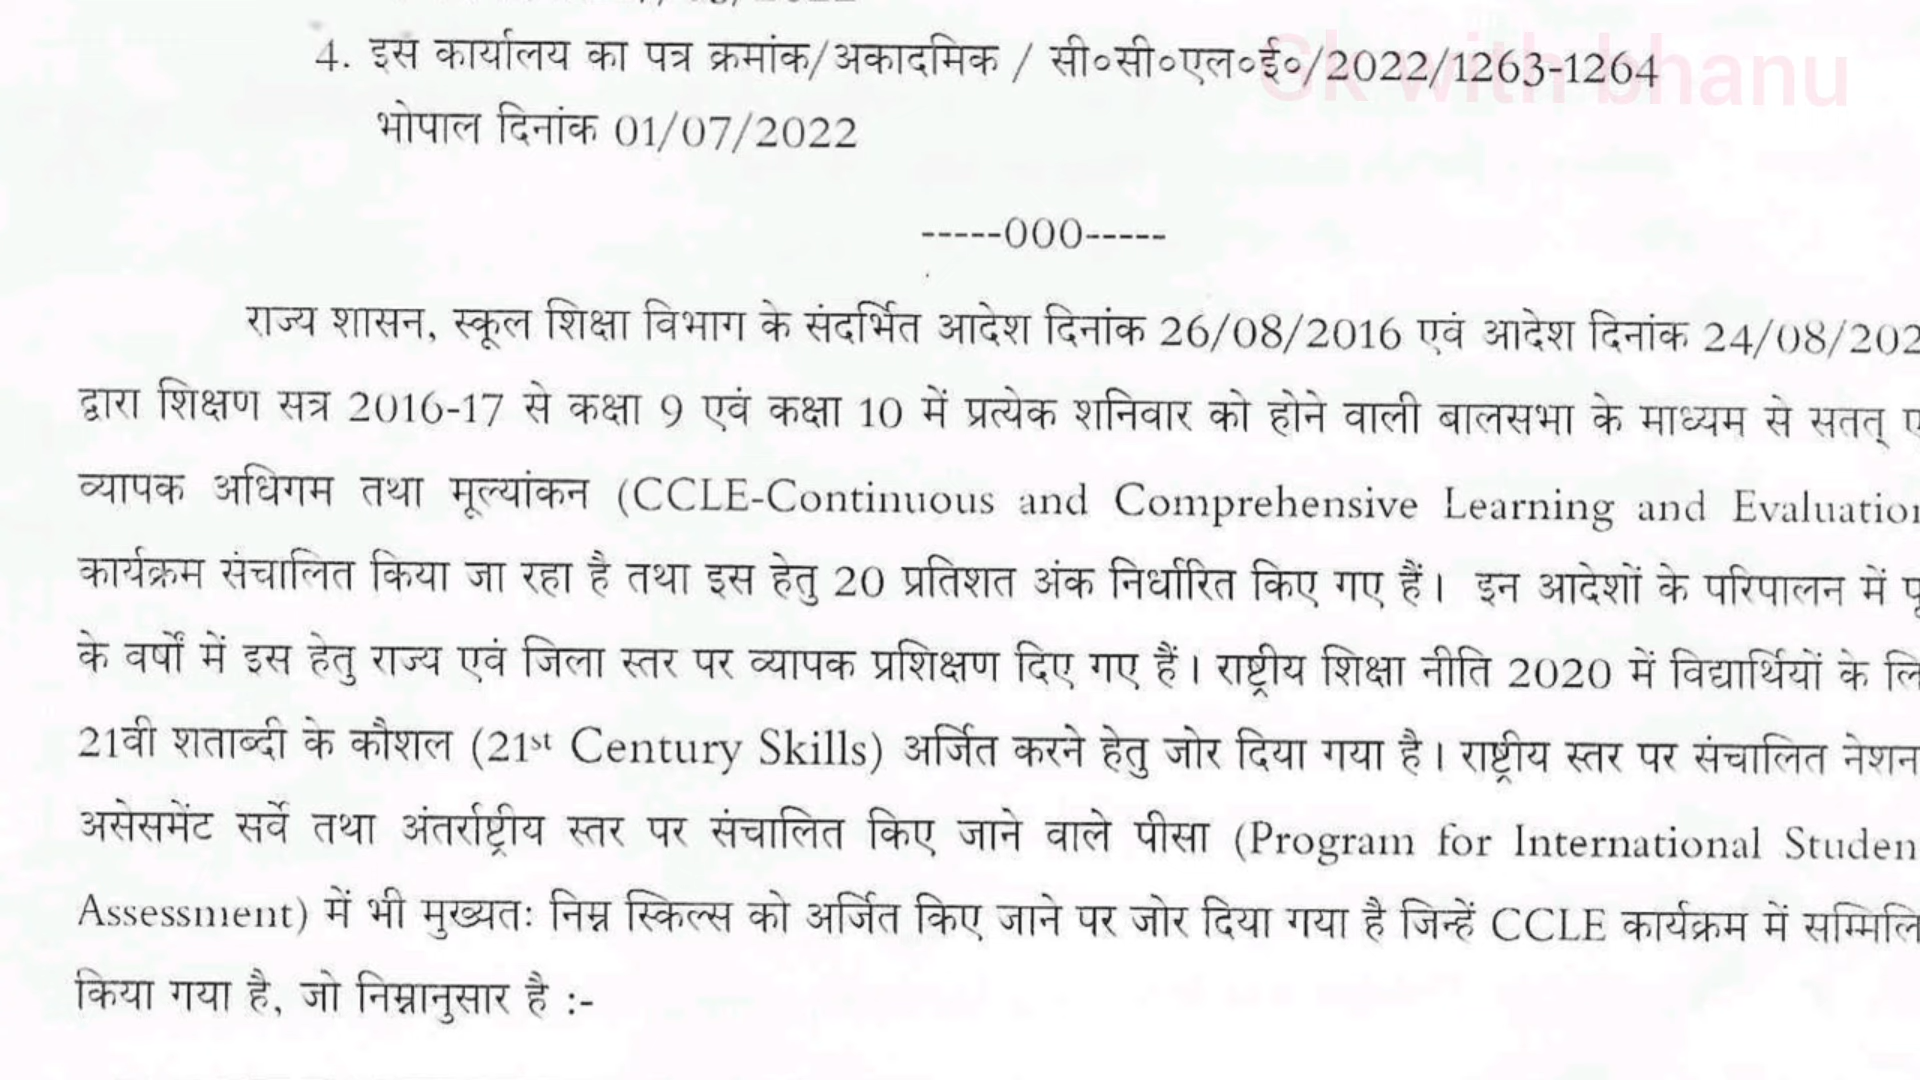 4. इस कार्यालय का पत्र क्रमांक/अकादमिक / सी०सी०एल०ई०/2022/1263-1264
Gk with bhanu
भोपाल दिनांक 01/07/2022
-----000-----
राज्य शासन, स्कूल शिक्षा विभाग के संदर्भित आदेश दिनांक 26/08/2016 एवं आदेश दिनांक 24/08/202
द्वारा शिक्षण सत्र 2016-17 से कक्षा 9 एवं कक्षा 10 में प्रत्येक शनिवार को होने वाली बालसभा के माध्यम से सतत्
व्यापक अधिगम तथा मूल्यांकन (CCLE-Continuous and Comprehensive Learning and Evaluation
कार्यक्रम संचालित किया जा रहा है तथा इस हेतु 20 प्रतिशत अंक निर्धारित किए गए हैं। इन आदेशों के परिपालन में
के वर्षों में इस हेतु राज्य एवं जिला स्तर पर व्यापक प्रशिक्षण दिए गए हैं। राष्ट्रीय शिक्षा नीति 2020 में विद्यार्थियों के लि
21वी शताब्दी के कौशल (21st Century Skills) अर्जित करने हेतु जोर दिया गया है। राष्ट्रीय स्तर पर संचालित नेशन
असेसमेंट सर्वे तथा अंतर्राष्ट्रीय स्तर पर संचालित किए जाने वाले पीसा (Program for International Studen
Assessment) में भी मुख्यतः निम्न स्किल्स को अर्जित किए जाने पर जोर दिया गया है जिन्हें CCLE कार्यक्रम में सम्मिलि
किया गया है, जो निम्नानुसार है :-